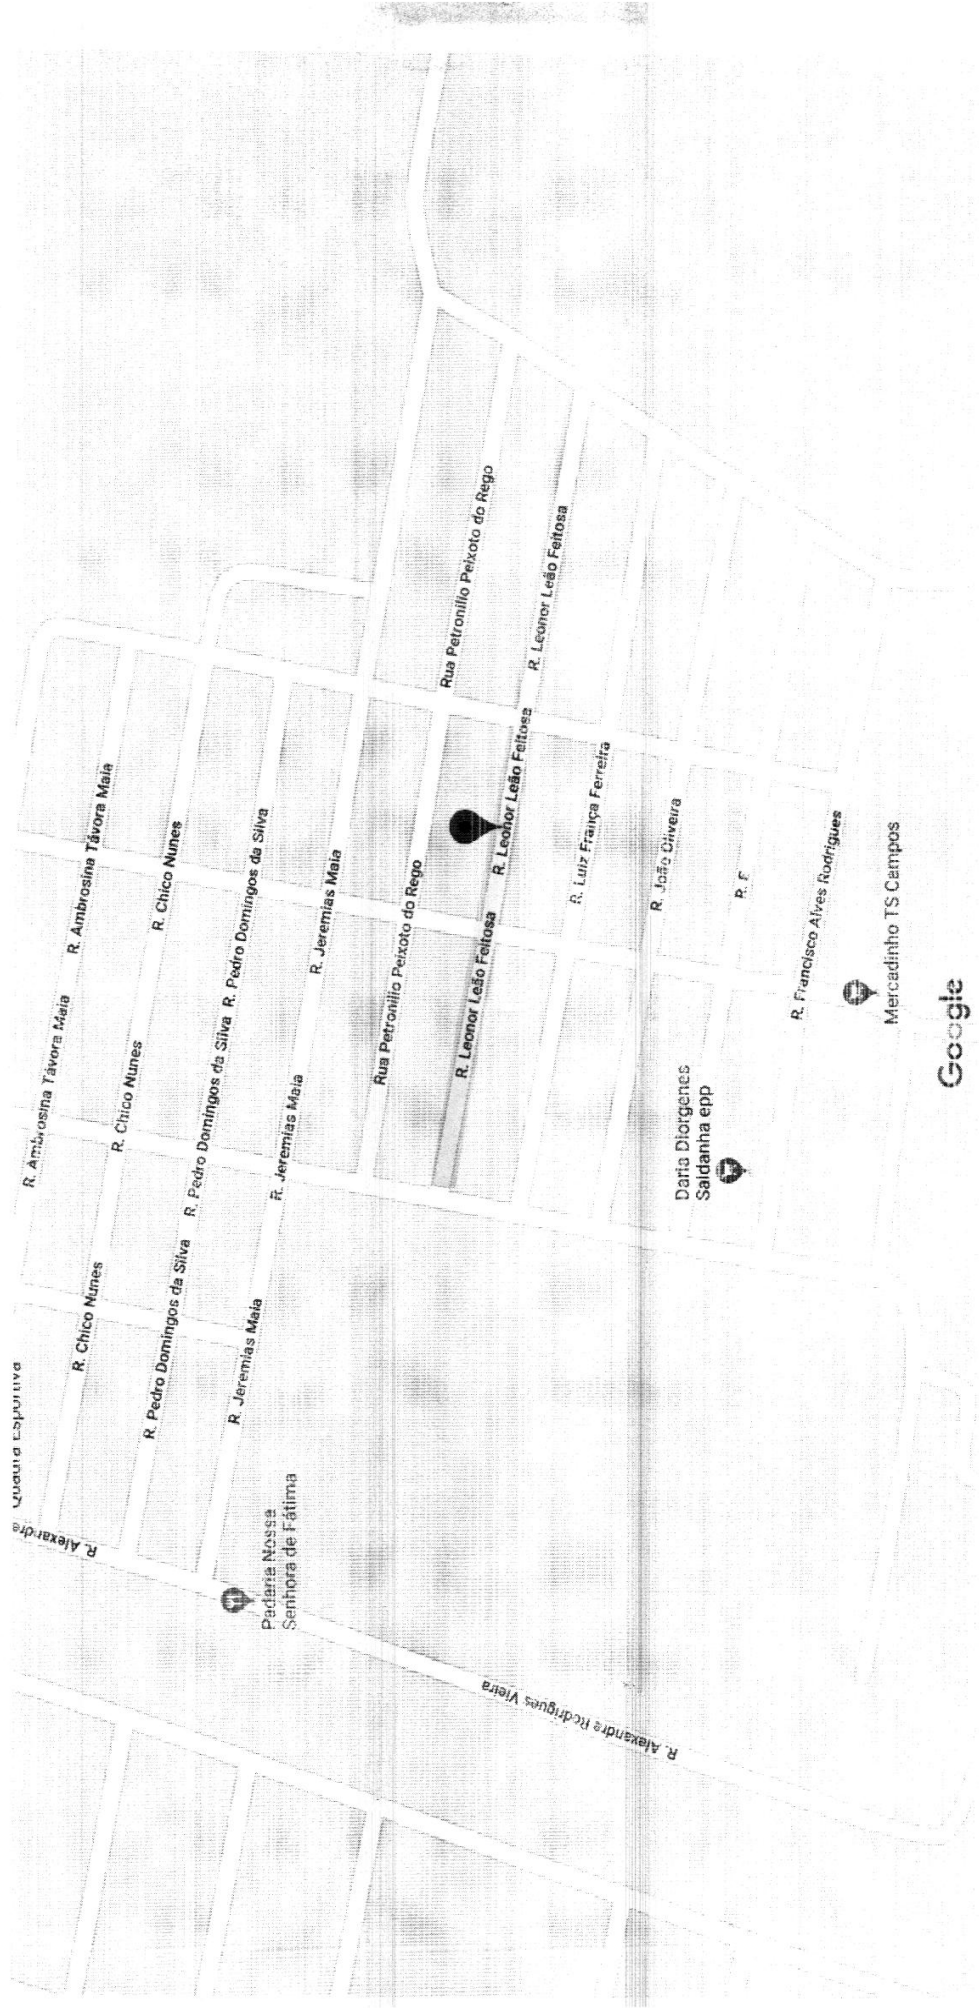 Quadra Esportiva
R. Alexandre
R. Ambrosina Távora Maia
R. Ambrosina Távora Maia
R. Chico Nunes
R. Chico Nunes
R. Chico Nunes
R. Pedro Domingos da Silva
R. Pedro Domingos da Silva
R. Pedro Domingos da Silva
R. Jeremias Maia
R. Jeremias Maia
R. Jeremias Maia
Padaria Nossa
Senhora de Fátima
Rua Petronilio Peixoto do Rego
Rua Petronilio Peixoto do Rego
R. Leonor Leão Feitosa
R. Leonor Leão Feitosa
R. Leonor Leão Feitosa
R. Alexandre Rodrigues Vieira
R. Luiz França Ferreira
R. João Oliveira
Daria Diorgenes
Saldanha epp
R. F
R. Francisco Alves Rodrigues
Mercadinho TS Campos
Google